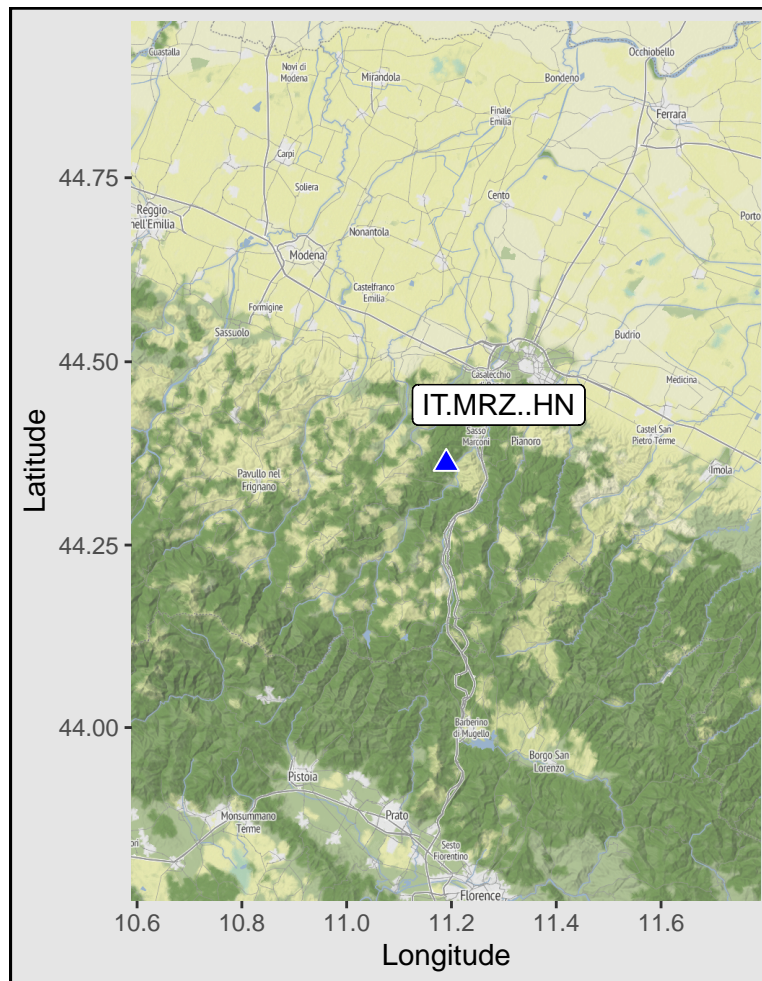 Guastalla
Novi di
Modena
Mirandola
Bondeno
Occhiobello
Finale
Emilia
Ferrara
44.75
Carpi
Soliera
Cento
Reggio
nell'Emilia
Nonantola
Porto
Modena
Castelfranco
Emilia
Formigine
Sassuolo
Budrio
44.50
Casalecchio
Medicina
IT.MRZ..HN
Sasso
Marconi
Pianoro
Castel San
Pietro Terme
Pavullo nel
Frignano
Imola
Latitude
44.25
44.00
Barberino
di Mugello
Borgo San
Lorenzo
Pistoia
Monsummano
Terme
Prato
Sesto
Fiorentino
Florence
10.6 10.8 11.0 11.2 11.4 11.6
Longitude